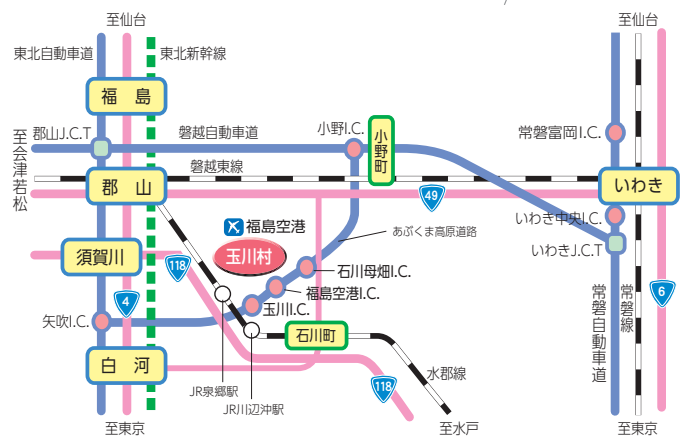 至仙台
至仙台
東北自動車道
東北新幹線
福島
郡山J.C.T
磐越自動車道
小野I.C.
小野町
常磐富岡I.C.
至会津若松
磐越東線
郡山
49
いわき
福島空港
あぶくま高原道路
いわき中央I.C.
玉川村
いわきJ.C.T
須賀川
118
石川母畑I.C.
福島空港I.C.
4
玉川I.C.
常磐自動車道
常磐線
6
矢吹I.C.
石川町
白河
水郡線
118
JR泉郷駅
JR川辺沖駅
至東京
至水戸
至東京